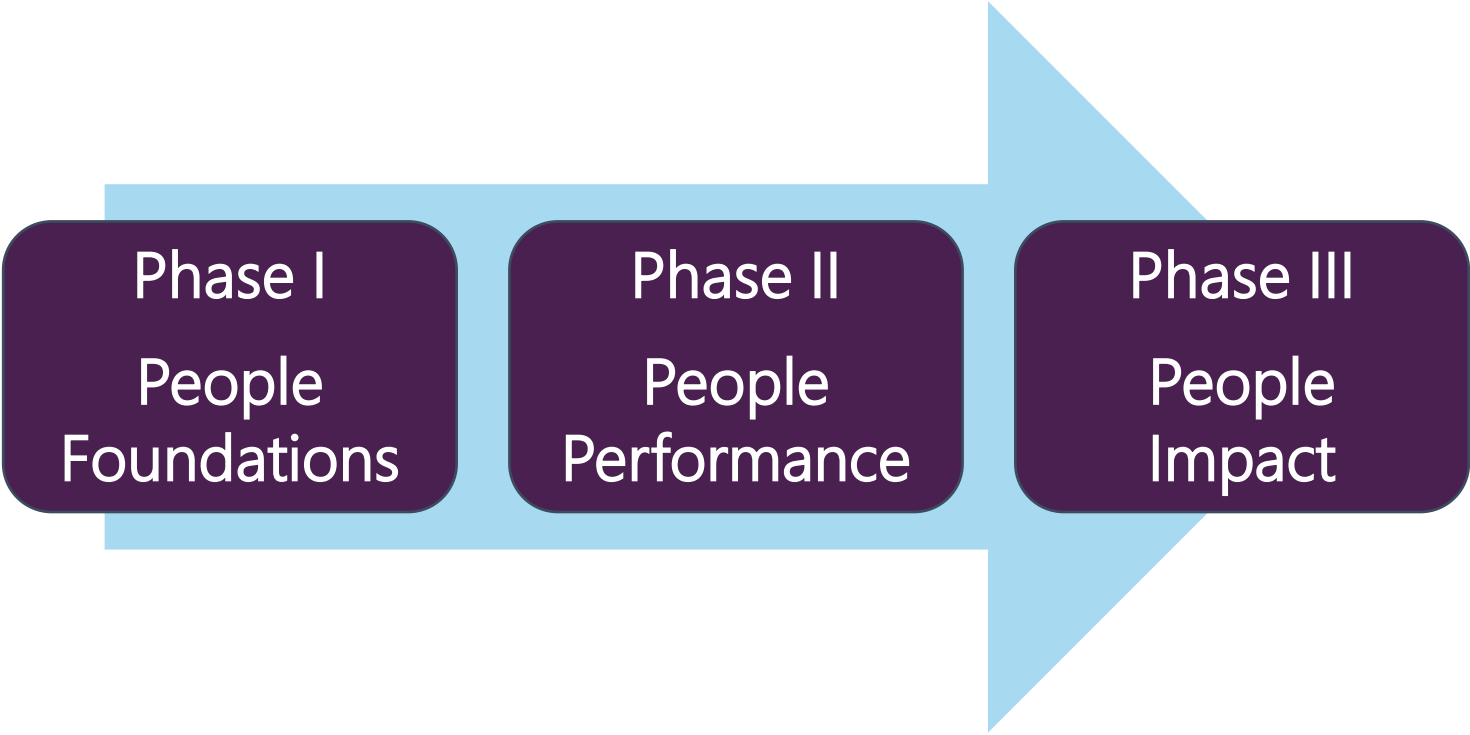 Phase I
People
Foundations
Phase II
People
Performance
Phase III
People
Impact